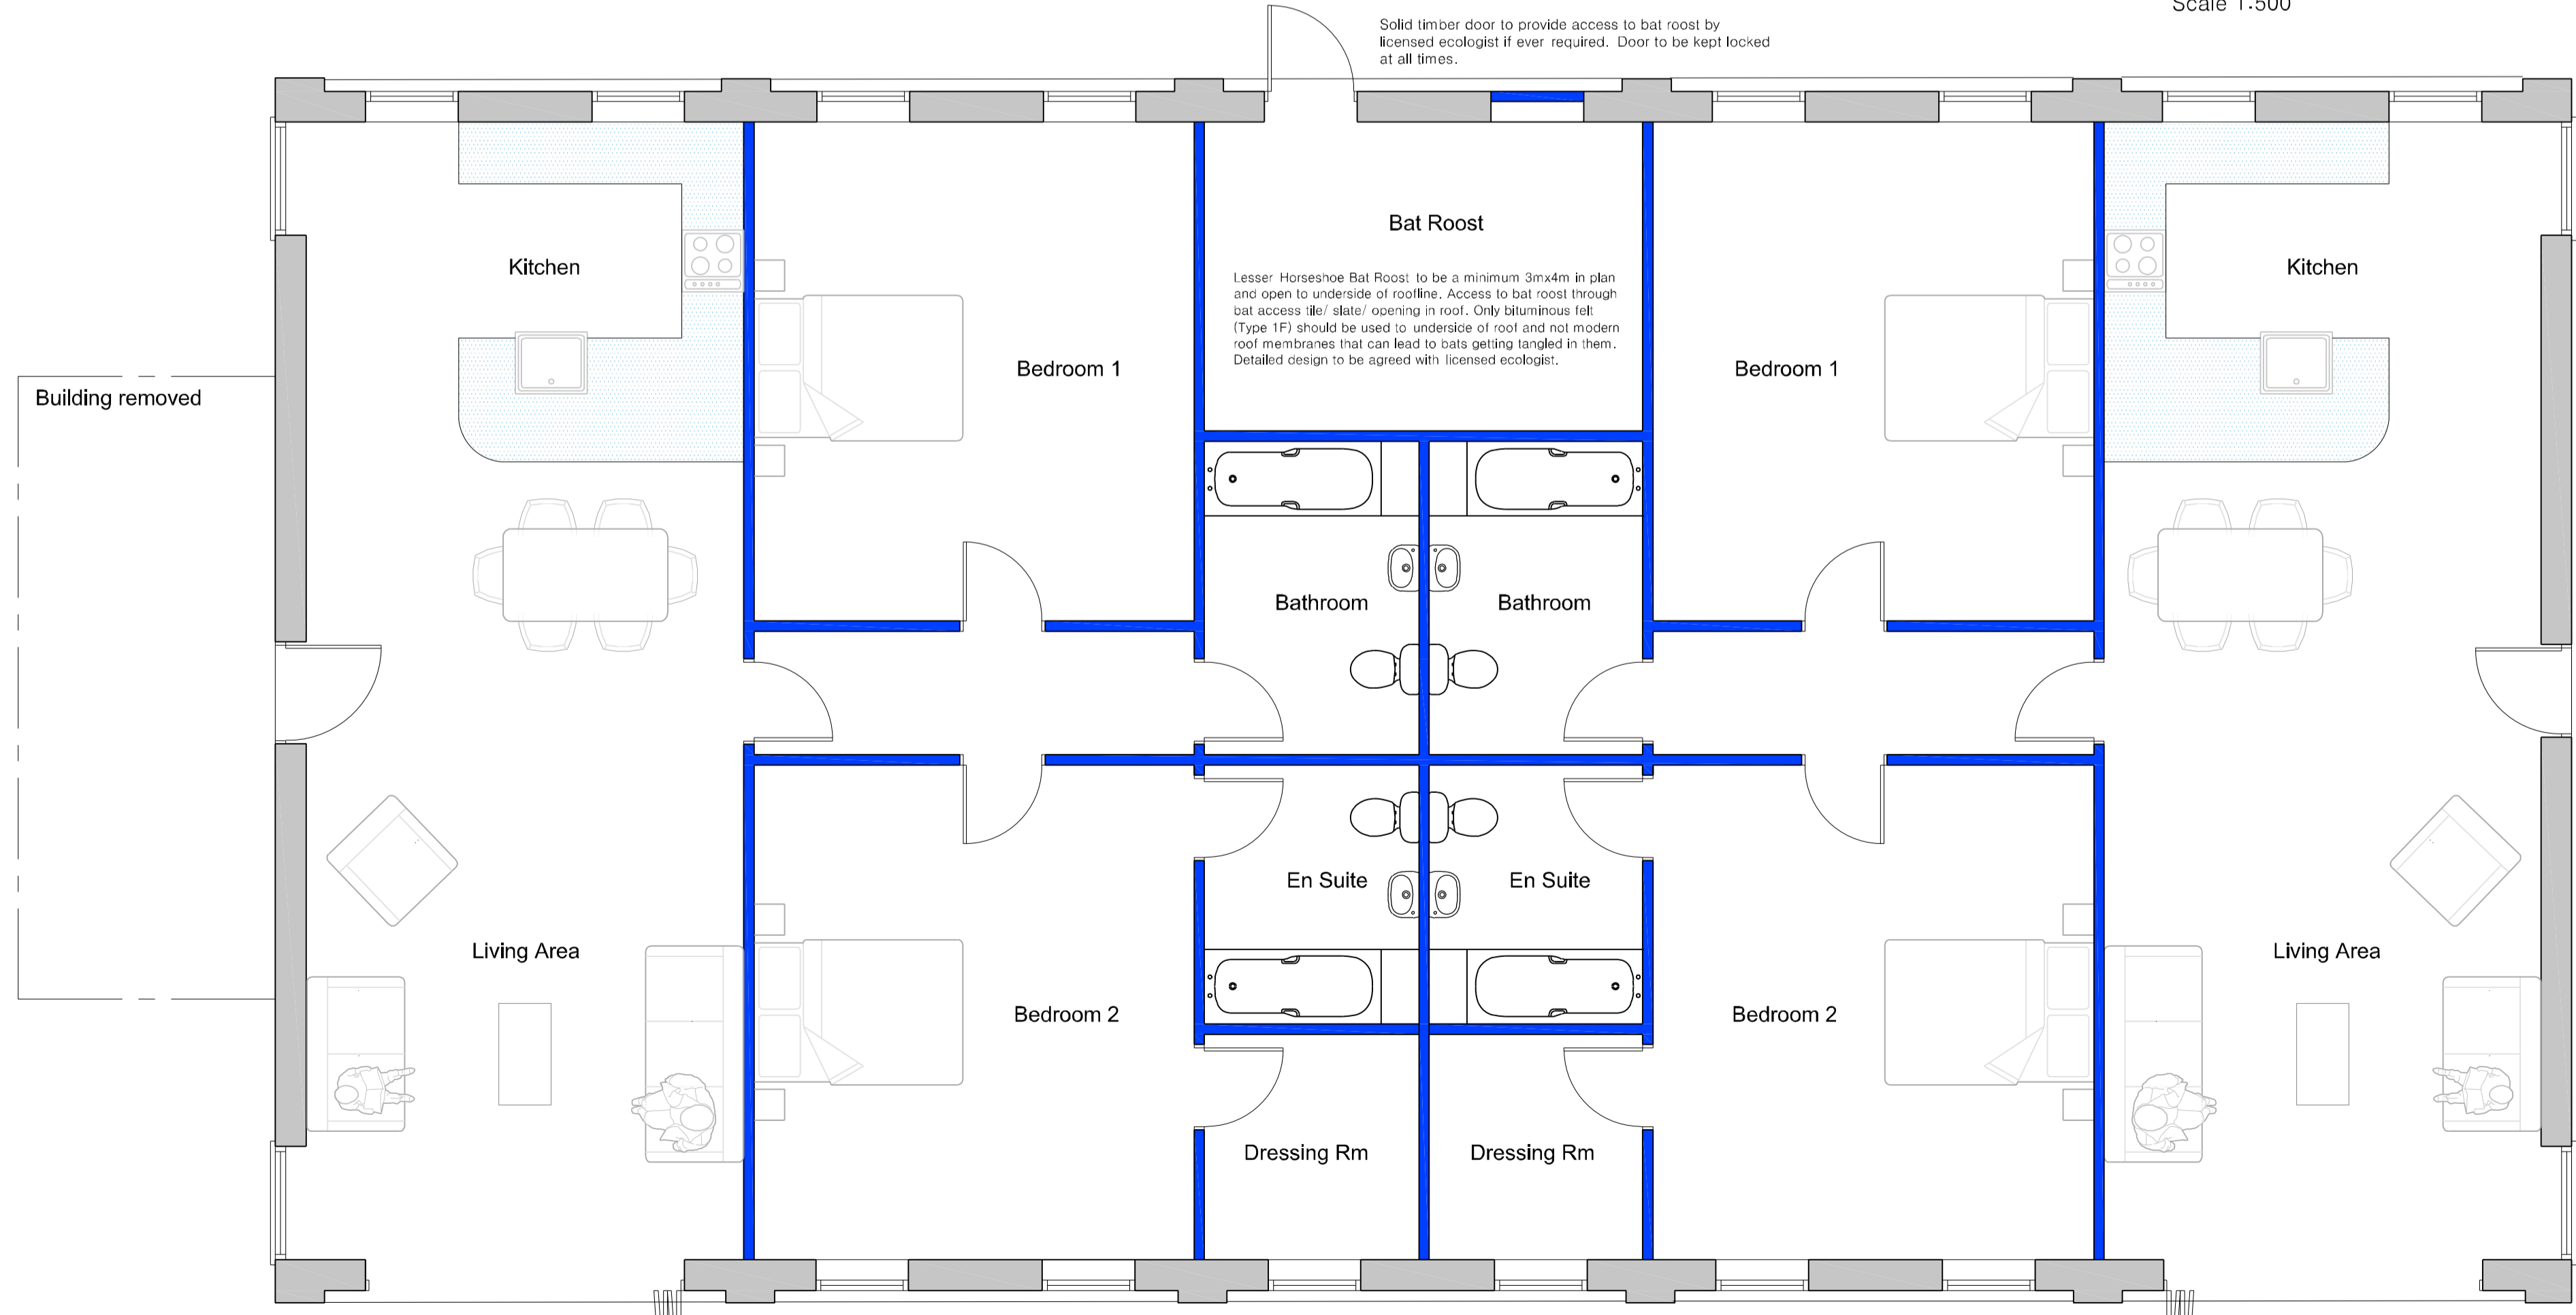 Scale 1:500
Solid timber door to provide access to bat roost by
licensed ecologist if ever required. Door to be kept locked
at all times.
Bat Roost
Kitchen
Kitchen
Lesser Horseshoe Bat Roost to be a minimum 3mx4m in plan
and open to underside of roofline. Access to bat roost through
bat access tile/ slate/ opening in roof. Only bituminous felt
(Type 1F) should be used to underside of roof and not modern
roof membranes that can lead to bats getting tangled in them.
Detailed design to be agreed with licensed ecologist.
Bedroom 1
Bedroom 1
Building removed
Bathroom
Bathroom
En Suite
En Suite
Living Area
Living Area
Bedroom 2
Bedroom 2
Dressing Rm
Dressing Rm